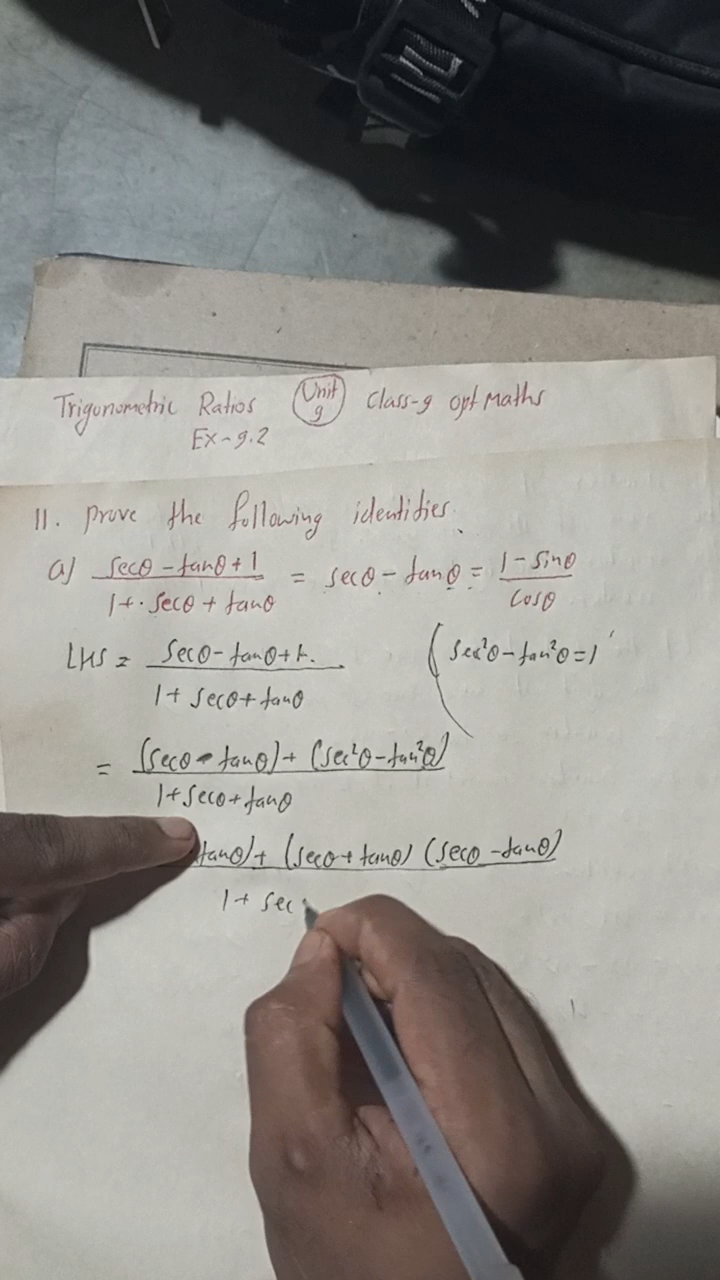 Trigonometric Ratios Unit 9 Class-9 opt Maths
Ex-9.2
11. prove the following identities.
a) secθ - tanθ + 1 / 1 + secθ + tanθ = secθ - tanθ = 1 - sinθ / cosθ
LHS = secθ - tanθ + 1 / 1 + secθ + tanθ (sec²θ - tan²θ = 1
= (secθ - tanθ) + (sec²θ - tan²θ) / 1 + secθ + tanθ
tanθ) + (secθ + tanθ) (secθ - tanθ) / 1 + sec